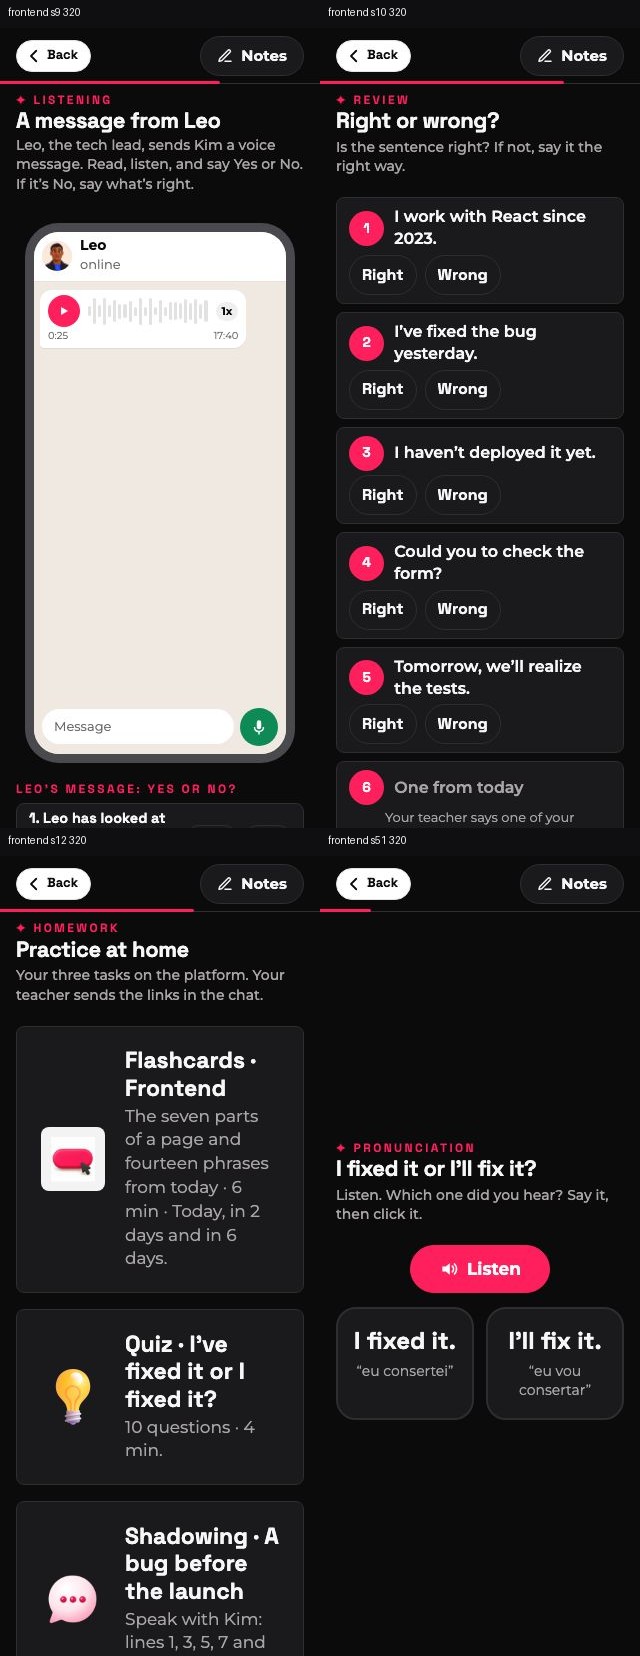 frontend s9 320
Back
Notes
LISTENING
A message from Leo
Leo, the tech lead, sends Kim a voice
message. Read, listen, and say Yes or No.
If it’s No, say what’s right.
Leo
online
1x
0:25
17:40
Message
LEO’S MESSAGE: YES OR NO?
1. Leo has looked at
frontend s10 320
Back
Notes
REVIEW
Right or wrong?
Is the sentence right? If not, say it the
right way.
1
I work with React since
2023.
Right
Wrong
2
I’ve fixed the bug
yesterday.
Right
Wrong
3
I haven’t deployed it yet.
Right
Wrong
4
Could you to check the
form?
Right
Wrong
5
Tomorrow, we’ll realize
the tests.
Right
Wrong
6
One from today
Your teacher says one of your
frontend s12 320
Back
Notes
HOMEWORK
Practice at home
Your three tasks on the platform. Your
teacher sends the links in the chat.
Flashcards ·
Frontend
The seven parts
of a page and
fourteen phrases
from today · 6
min · Today, in 2
days and in 6
days.
Quiz · I’ve
fixed it or I
fixed it?
10 questions · 4
min.
Shadowing · A
bug before
the launch
Speak with Kim:
lines 1, 3, 5, 7 and
frontend s51 320
Back
Notes
PRONUNCIATION
I fixed it or I’ll fix it?
Listen. Which one did you hear? Say it,
then click it.
Listen
I fixed it.
“eu consertei”
I’ll fix it.
“eu vou
consertar”